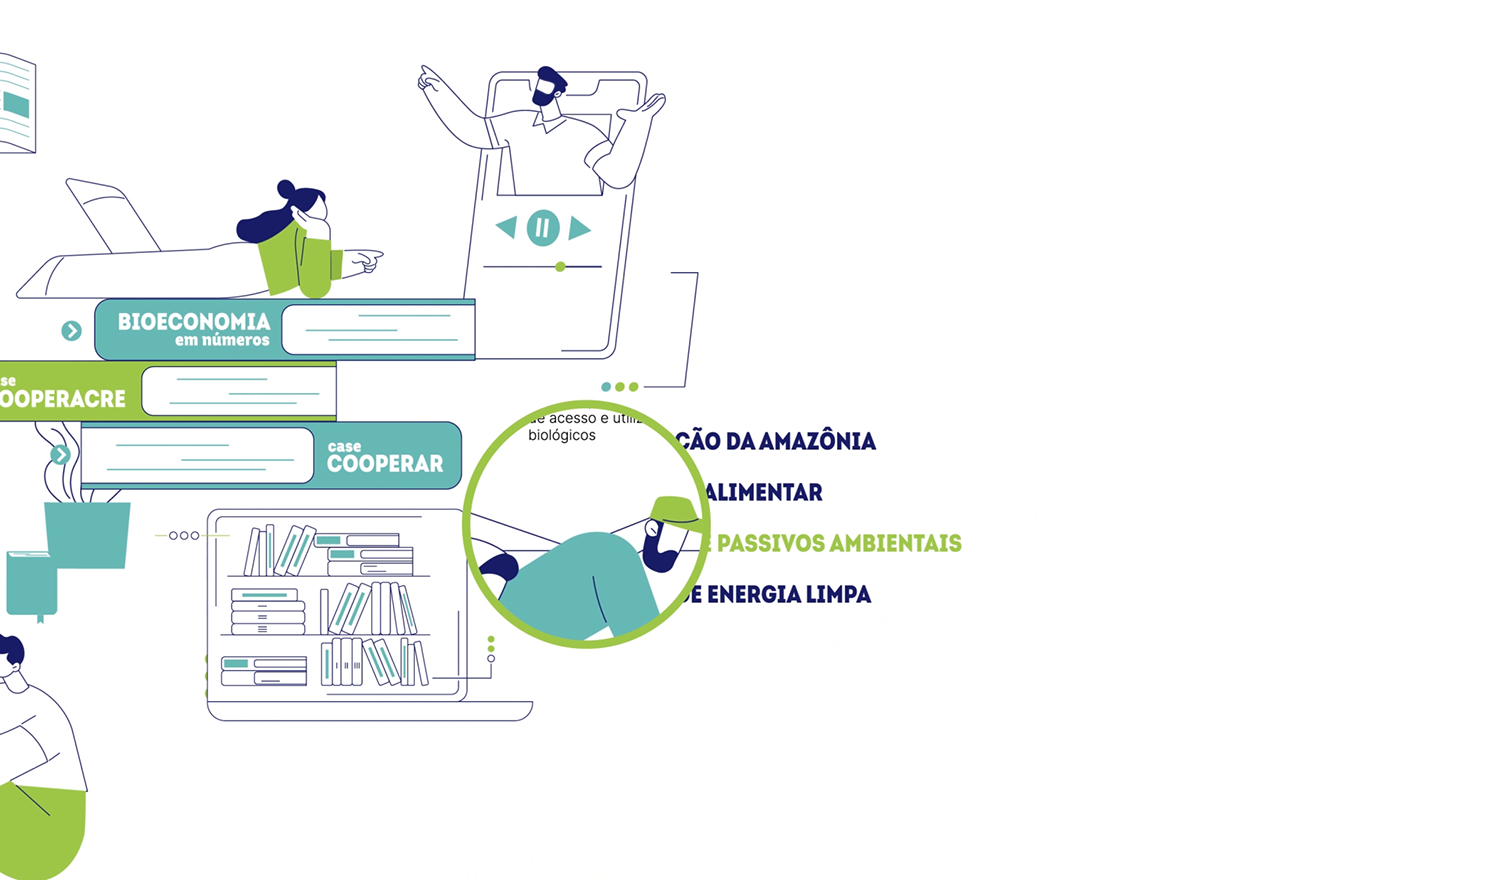 BIOECONOMIA
em números
se
OOPERACRE
case
COOPERAR
de acesso e utiliz
biológicos
ÇÃO DA AMAZÔNIA
ALIMENTAR
E PASSIVOS AMBIENTAIS
DE ENERGIA LIMPA